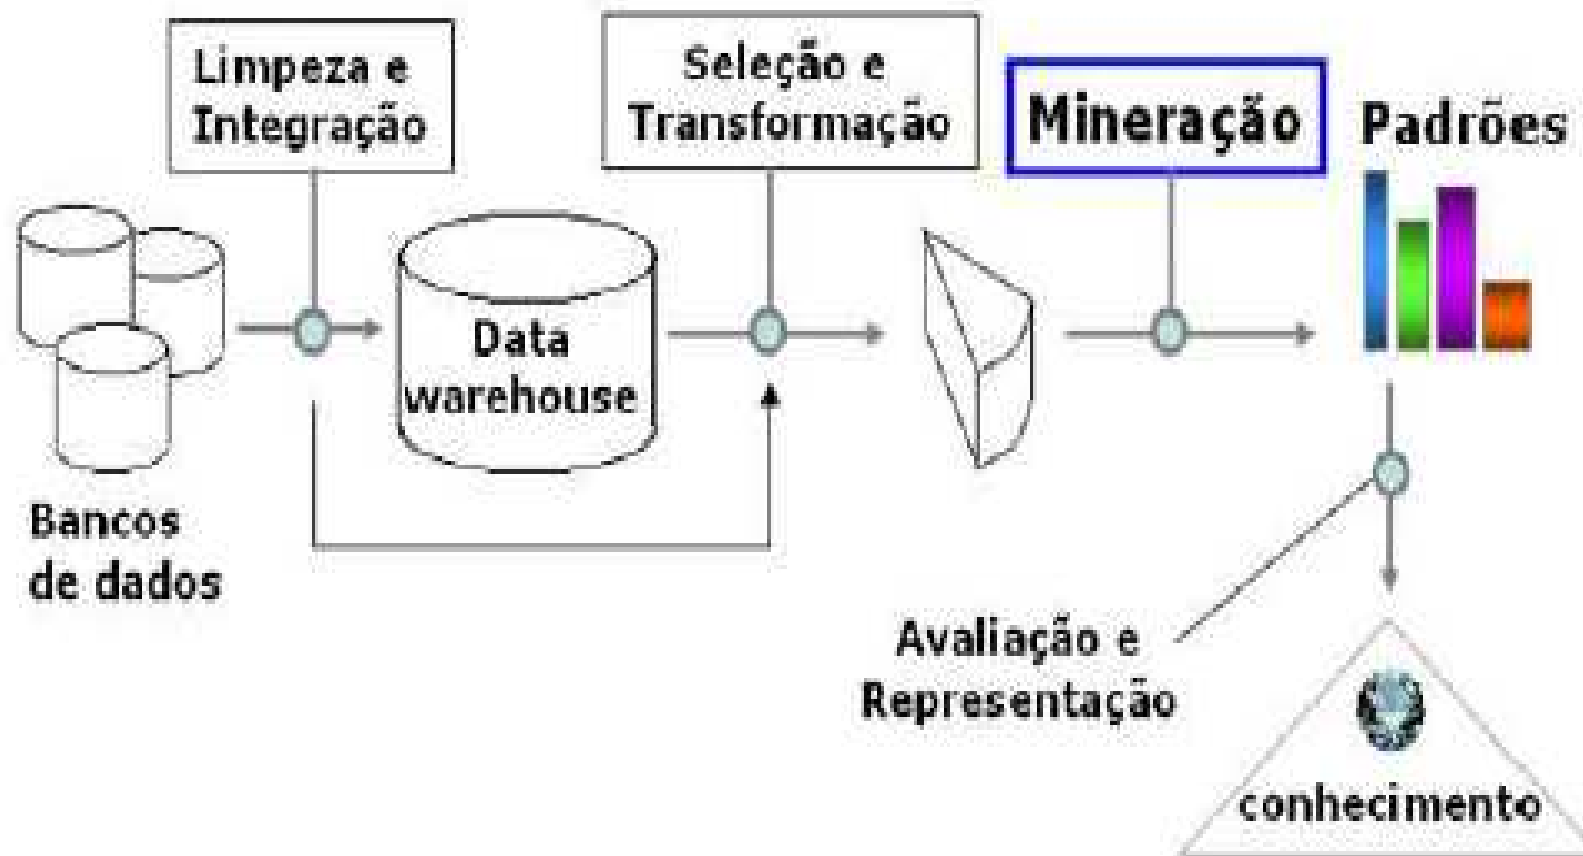 Limpeza e
Integração
Seleção e
Transformação
Mineração
Padrões
Data
warehouse
Bancos
de dados
Avaliação e
Representação
conhecimento